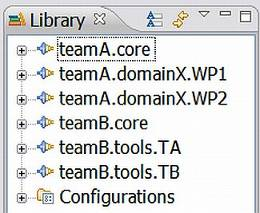 Library
teamA.core
teamA.domainX.WP1
teamA.domainX.WP2
teamB.core
teamB.tools.TA
teamB.tools.TB
Configurations